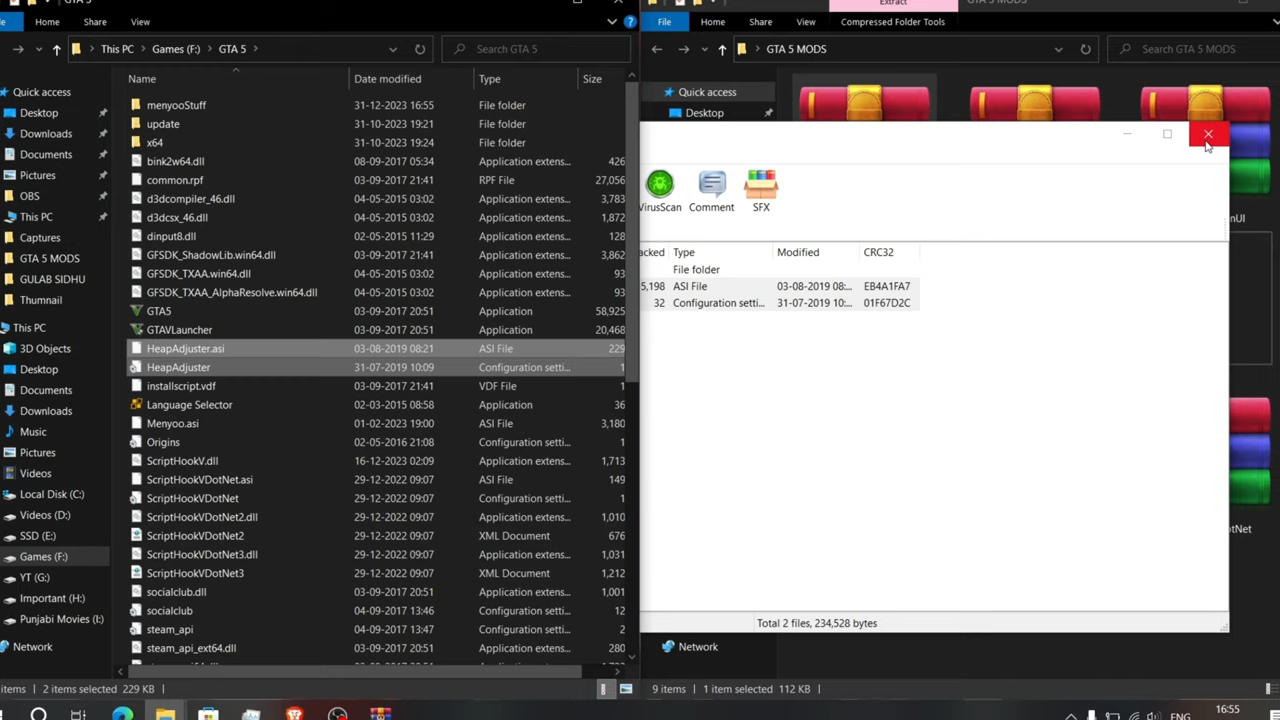 GTA 5
Extract
GTA 5 MODS
Home Share View
File Home Share View Compressed Folder Tools
This PC > Games (F:) > GTA 5 >
Search GTA 5
GTA 5 MODS
Search GTA 5 MODS
Name Date modified Type Size
Quick access
Desktop
Downloads
Documents
Pictures
OBS
This PC
Captures
GTA 5 MODS
GULAB SIDHU
Thumnail
This PC
3D Objects
Desktop
Documents
Downloads
Music
Pictures
Videos
Local Disk (C:)
Videos (D:)
SSD (E:)
Games (F:)
YT (G:)
Important (H:)
Punjabi Movies (I:)
Network
menyooStuff 31-12-2023 16:55 File folder
update 31-10-2023 19:21 File folder
x64 31-10-2023 19:24 File folder
bink2w64.dll 08-09-2017 05:34 Application extens... 426
common.rpf 03-09-2017 21:41 RPF File 27,056
d3dcompiler_46.dll 04-05-2015 03:02 Application extens... 3,783
d3dcsx_46.dll 04-05-2015 03:02 Application extens... 1,872
dinput8.dll 02-05-2015 11:29 Application extens... 128
GFSDK_ShadowLib.win64.dll 04-05-2015 03:02 Application extens... 3,862
GFSDK_TXAA.win64.dll 04-05-2015 03:02 Application extens... 93
GFSDK_TXAA_AlphaResolve.win64.dll 04-05-2015 03:02 Application extens... 93
GTA5 03-09-2017 20:51 Application 58,925
GTAVLauncher 03-09-2017 20:51 Application 20,468
HeapAdjuster.asi 03-08-2019 08:21 ASI File 229
HeapAdjuster 31-07-2019 10:09 Configuration setti... 1
installscript.vdf 03-09-2017 21:41 VDF File 1
Language Selector 02-03-2015 08:58 Application 36
Menyoo.asi 01-02-2023 19:00 ASI File 3,180
Origins 02-05-2016 21:08 Configuration setti... 1
ScriptHookV.dll 16-12-2023 02:09 Application extens... 1,713
ScriptHookVDotNet.asi 29-12-2022 09:07 ASI File 149
ScriptHookVDotNet 29-12-2022 09:07 Configuration setti... 1
ScriptHookVDotNet2.dll 29-12-2022 09:07 Application extens... 1,010
ScriptHookVDotNet2 29-12-2022 09:07 XML Document 676
ScriptHookVDotNet3.dll 29-12-2022 09:07 Application extens... 1,031
ScriptHookVDotNet3 29-12-2022 09:07 XML Document 1,212
socialclub.dll 03-09-2017 20:51 Application extens... 1,001
socialclub 04-09-2017 13:46 Configuration setti... 12
steam_api 04-09-2017 13:47 Configuration setti... 2
steam_api_ext64.dll 03-09-2017 20:51 Application extens... 280
items 2 items selected 229 KB
Quick access
Desktop
VirusScan Comment SFX
acked Type Modified CRC32
File folder
5,198 ASI File 03-08-2019 08:... EB4A1FA7
32 Configuration setti... 31-07-2019 10:... 01F67D2C
Total 2 files, 234,528 bytes
nUI
otNet
Network
9 items 1 item selected 112 KB
ENG 16:55